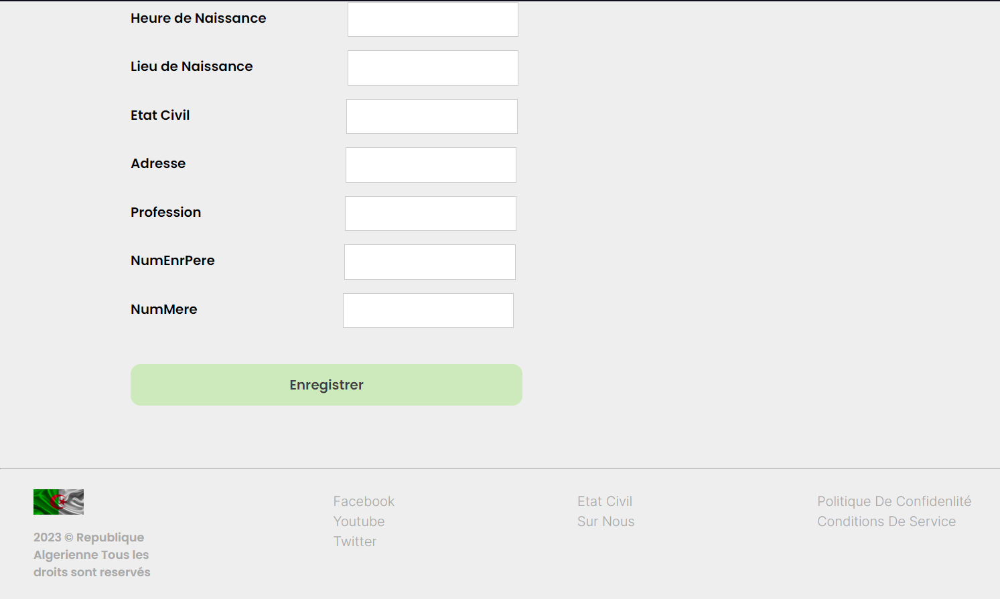 Heure de Naissance
Lieu de Naissance
Etat Civil
Adresse
Profession
NumEnrPere
NumMere
Enregistrer
2023 © Republique
Algerienne Tous les
droits sont reservés
Facebook
Youtube
Twitter
Etat Civil
Sur Nous
Politique De Confidenlité
Conditions De Service